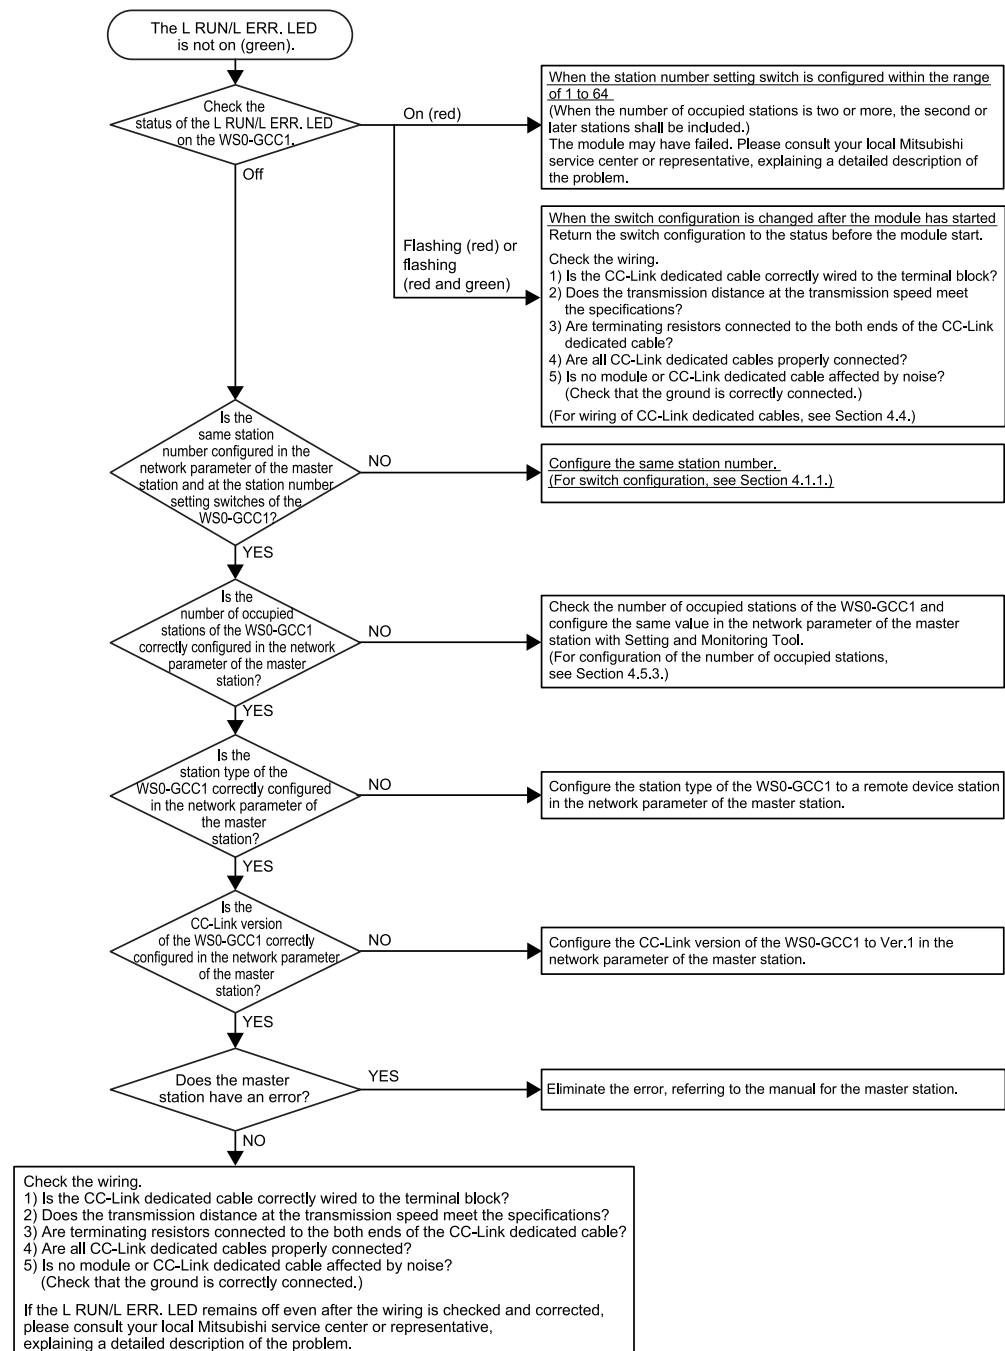 The L RUN/L ERR. LED
is not on (green).
Check the
status of the L RUN/L ERR. LED
on the WS0-GCC1.
On (red)
When the station number setting switch is configured within the range
of 1 to 64
(When the number of occupied stations is two or more, the second or
later stations shall be included.)
The module may have failed. Please consult your local Mitsubishi
service center or representative, explaining a detailed description of
the problem.
Off
Flashing (red) or
flashing
(red and green)
When the switch configuration is changed after the module has started
Return the switch configuration to the status before the module start.
Check the wiring.
1) Is the CC-Link dedicated cable correctly wired to the terminal block?
2) Does the transmission distance at the transmission speed meet
the specifications?
3) Are terminating resistors connected to the both ends of the CC-Link
dedicated cable?
4) Are all CC-Link dedicated cables properly connected?
5) Is no module or CC-Link dedicated cable affected by noise?
(Check that the ground is correctly connected.)
(For wiring of CC-Link dedicated cables, see Section 4.4.)
Is the
same station
number configured in the
network parameter of the master
station and at the station number
setting switches of the
WS0-GCC1?
NO
Configure the same station number.
(For switch configuration, see Section 4.1.1.)
YES
Is the
number of occupied
stations of the WS0-GCC1
correctly configured in the network
parameter of the master
station?
NO
Check the number of occupied stations of the WS0-GCC1 and
configure the same value in the network parameter of the master
station with Setting and Monitoring Tool.
(For configuration of the number of occupied stations,
see Section 4.5.3.)
YES
Is the
station type of the
WS0-GCC1 correctly configured
in the network parameter of
the master
station?
NO
Configure the station type of the WS0-GCC1 to a remote device station
in the network parameter of the master station.
YES
Is the
CC-Link version
of the WS0-GCC1 correctly
configured in the network parameter
of the master
station?
NO
Configure the CC-Link version of the WS0-GCC1 to Ver.1 in the
network parameter of the master station.
YES
Does the master
station have an error?
YES
Eliminate the error, referring to the manual for the master station.
NO
Check the wiring.
1) Is the CC-Link dedicated cable correctly wired to the terminal block?
2) Does the transmission distance at the transmission speed meet the specifications?
3) Are terminating resistors connected to the both ends of the CC-Link dedicated cable?
4) Are all CC-Link dedicated cables properly connected?
5) Is no module or CC-Link dedicated cable affected by noise?
(Check that the ground is correctly connected.)
If the L RUN/L ERR. LED remains off even after the wiring is checked and corrected,
please consult your local Mitsubishi service center or representative,
explaining a detailed description of the problem.